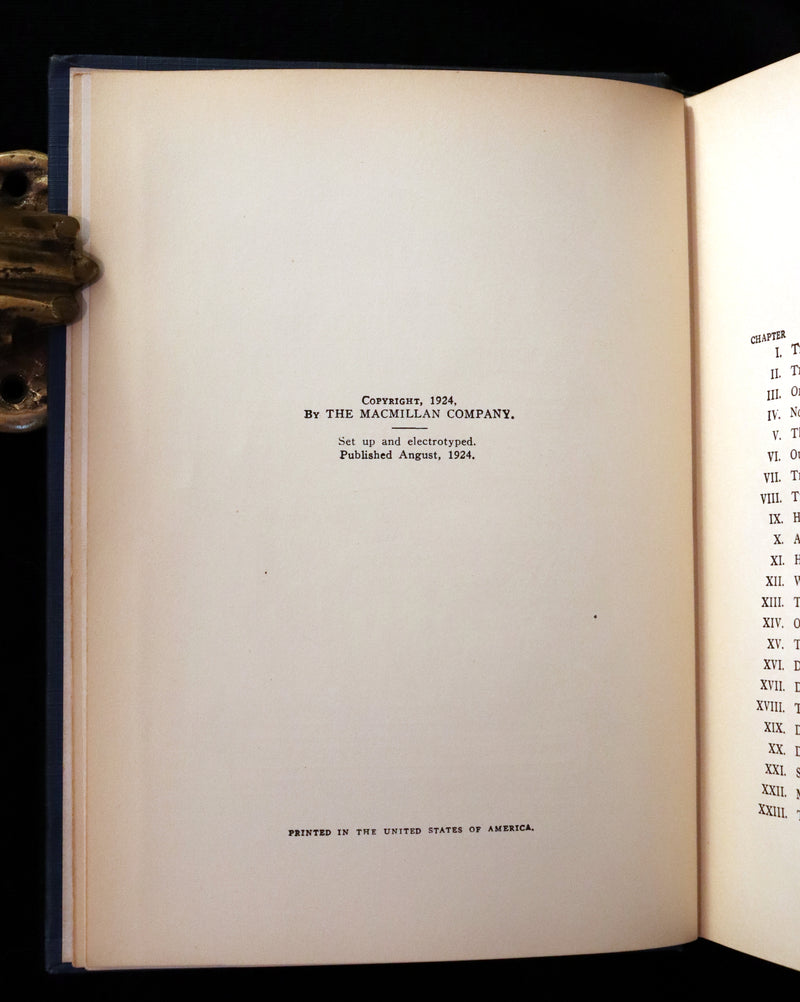 COPYRIGHT, 1924,
BY THE MACMILLAN COMPANY.
Set up and electrotyped.
Published Angust, 1924.
PRINTED IN THE UNITED STATES OF AMERICA.
CHAPTER
I.
II.
III.
IV.
V.
VI.
VII.
VIII.
IX.
X.
XI.
XII.
XIII.
XIV.
XV.
XVI.
XVII.
XVIII.
XIX.
XX.
XXI.
XXII.
XXIII.